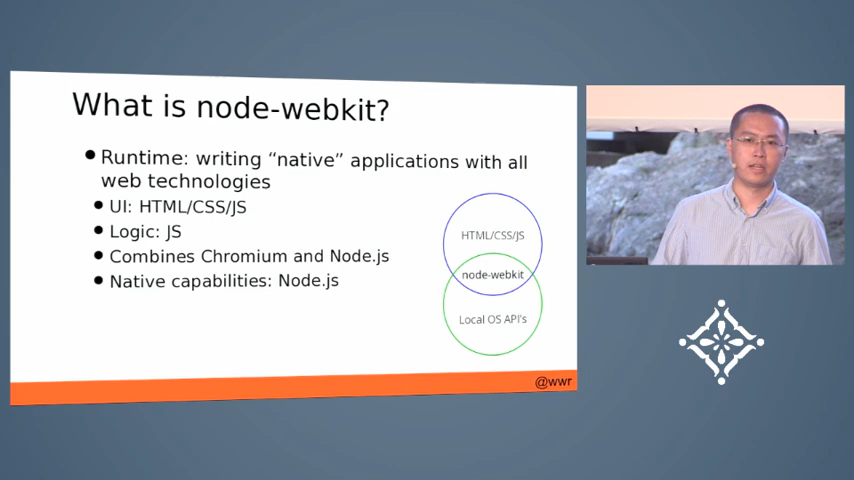 What is node-webkit?
Runtime: writing “native” applications with all
web technologies
UI: HTML/CSS/JS
Logic: JS
Combines Chromium and Node.js
Native capabilities: Node.js
HTML/CSS/JS
node-webkit
Local OS API's
@wwr